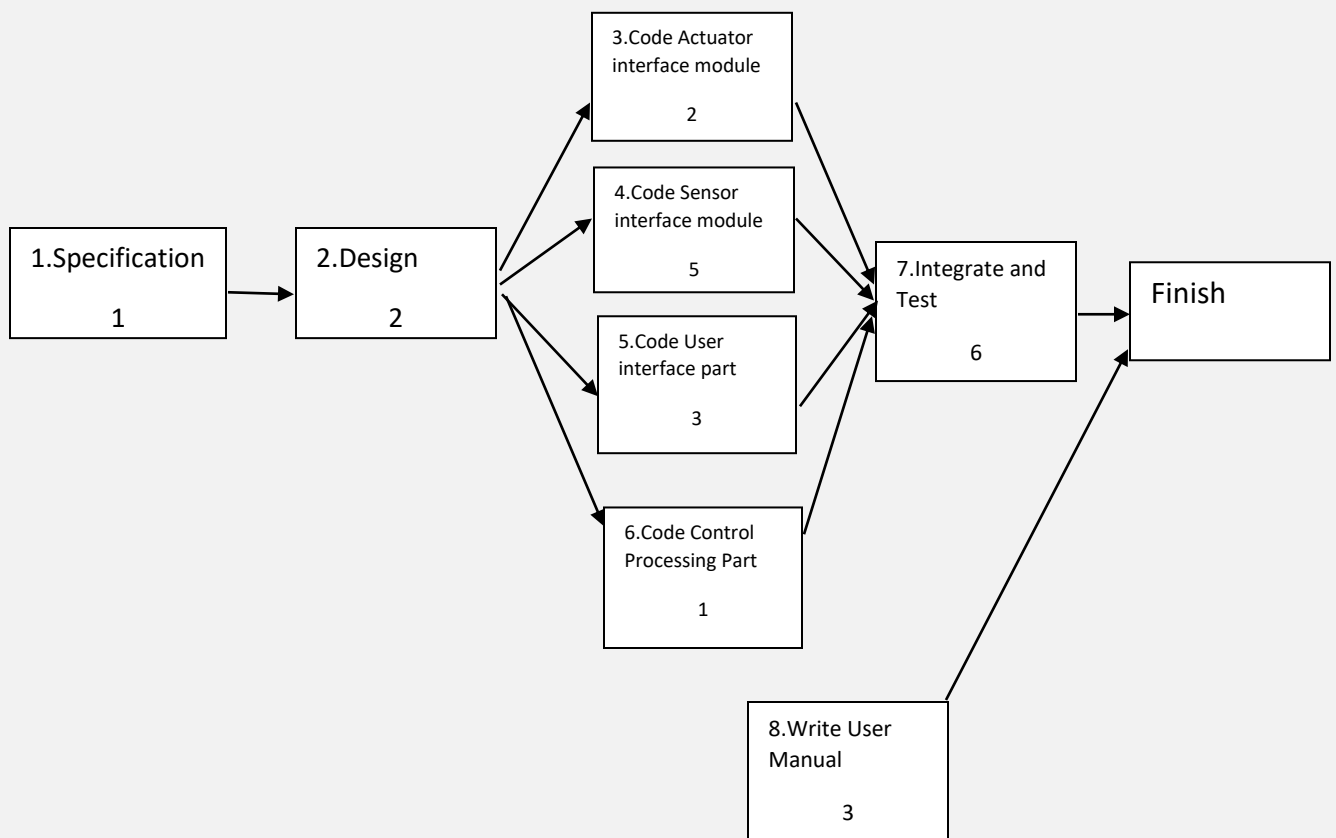 1.Specification
1
2.Design
2
3.Code Actuator
interface module
2
4.Code Sensor
interface module
5
5.Code User
interface part
3
6.Code Control
Processing Part
1
7.Integrate and
Test
6
Finish
8.Write User
Manual
3